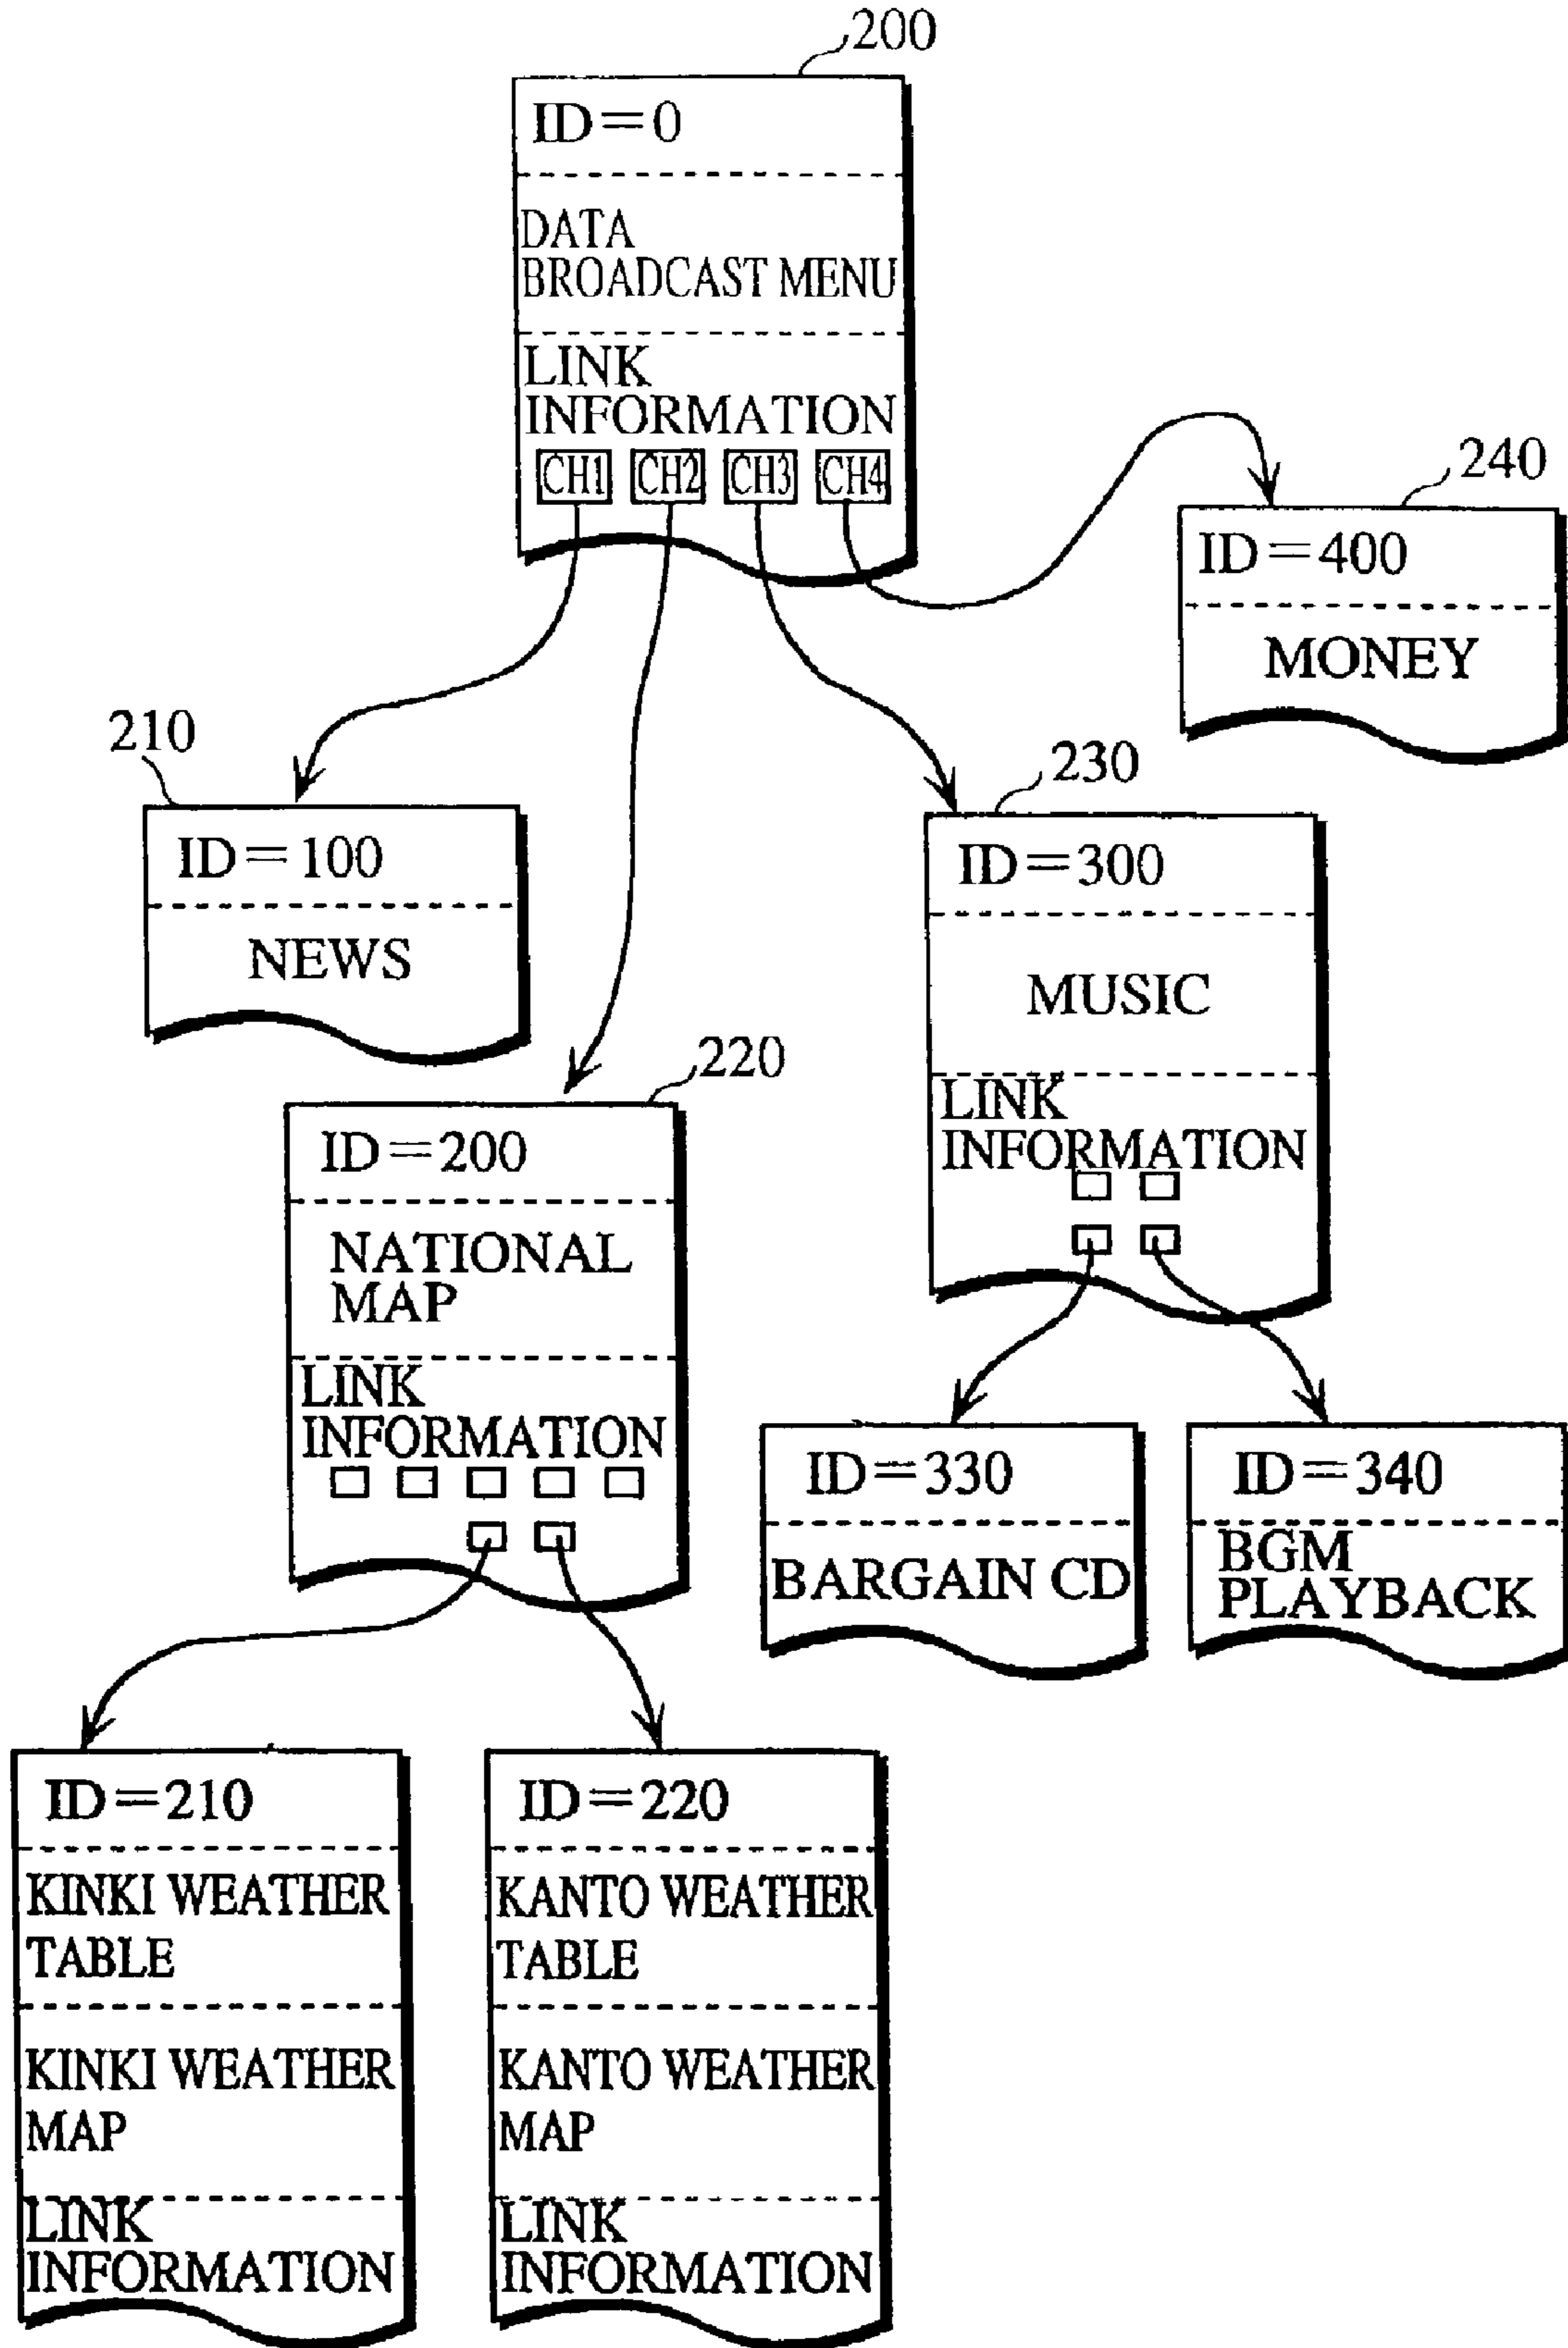 200
ID=0
DATA
BROADCAST MENU
LINK
INFORMATION
CH1 CH2 CH3 CH4
240
ID=400
MONEY
210
ID=100
NEWS
230
ID=300
MUSIC
LINK
INFORMATION
220
ID=200
NATIONAL
MAP
LINK
INFORMATION
ID=330
BARGAIN CD
ID=340
BGM
PLAYBACK
ID=210
KINKI WEATHER
TABLE
KINKI WEATHER
MAP
LINK
INFORMATION
ID=220
KANTO WEATHER
TABLE
KANTO WEATHER
MAP
LINK
INFORMATION